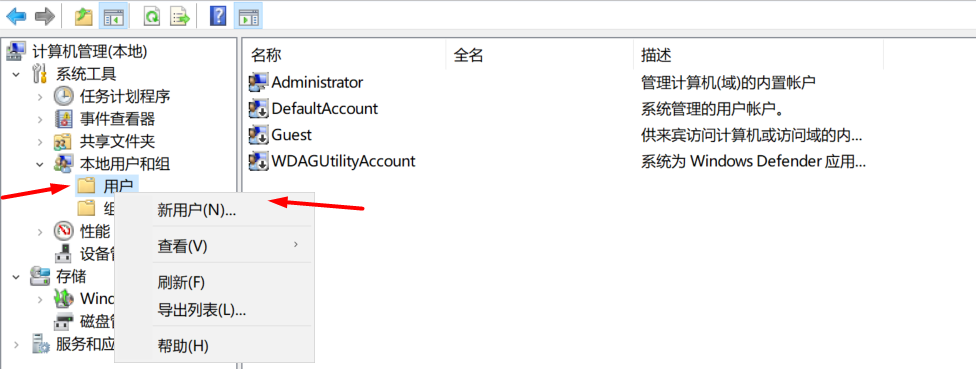 计算机管理(本地)
系统工具
任务计划程序
事件查看器
共享文件夹
本地用户和组
用户
组
性能
设备
存储
Wind
磁盘
服务和应
新用户(N)...
查看(V)
刷新(F)
导出列表(L)...
帮助(H)
名称 全名 描述
Administrator 管理计算机(域)的内置帐户
DefaultAccount 系统管理的用户帐户。
Guest 供来宾访问计算机或访问域的内...
WDAGUtilityAccount 系统为 Windows Defender 应用...